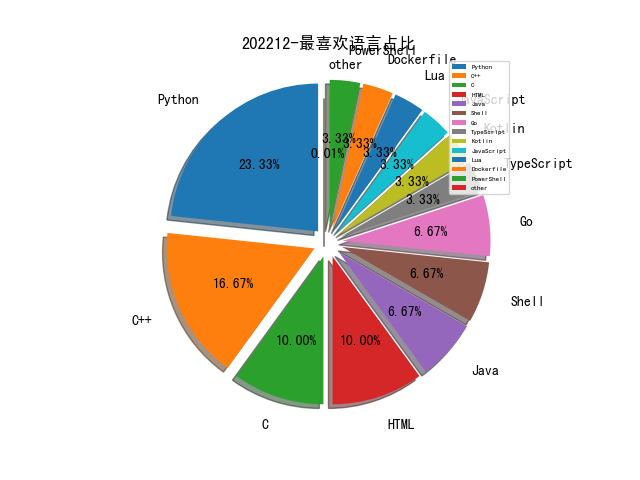 202212-最喜欢语言占比
PowerShell
other
Dockerfile
Lua
JavaScript
Kotlin
TypeScript
Go
Shell
Java
HTML
C
C++
Python
23.33%
16.67%
10.00%
10.00%
6.67%
6.67%
6.67%
3.33%
3.33%
3.33%
3.33%
3.33%
3.33%
0.01%
Python
C++
C
HTML
Java
Shell
Go
TypeScript
Kotlin
JavaScript
Lua
Dockerfile
PowerShell
other